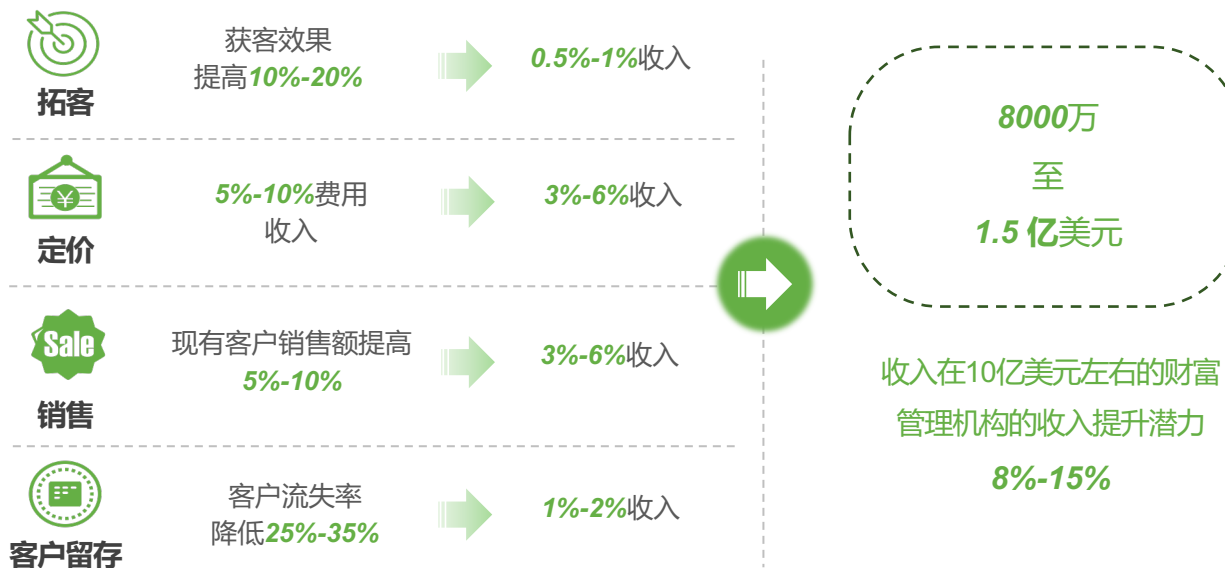 获客效果
提高10%-20%
0.5%-1%收入
拓客
5%-10%费用
收入
3%-6%收入
¥
定价
Sale
现有客户销售额提高
5%-10%
3%-6%收入
销售
客户流失率
降低25%-35%
1%-2%收入
客户留存
8000万
至
1.5 亿美元
收入在10亿美元左右的财富
管理机构的收入提升潜力
8%-15%